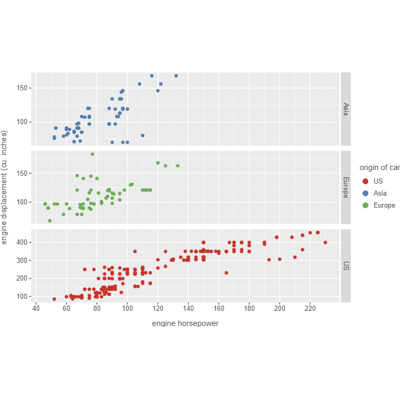 engine displacement (cu. inches)
150
100
Asia
150
100
Europe
400
300
200
100
US
40 60 80 100 120 140 160 180 200 220
engine horsepower
origin of car
US
Asia
Europe